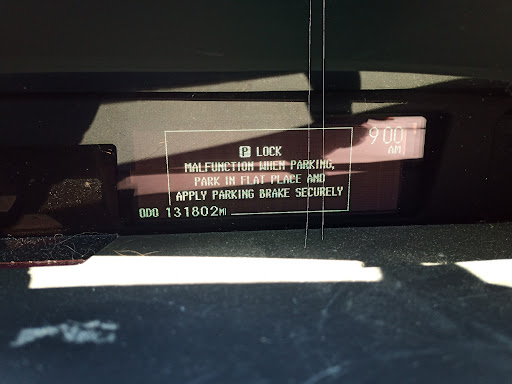 P LOCK
MALFUNCTION WHEN PARKING,
PARK IN FLAT PLACE AND
APPLY PARKING BRAKE SECURELY
9:00
AM
ODO 131802MI